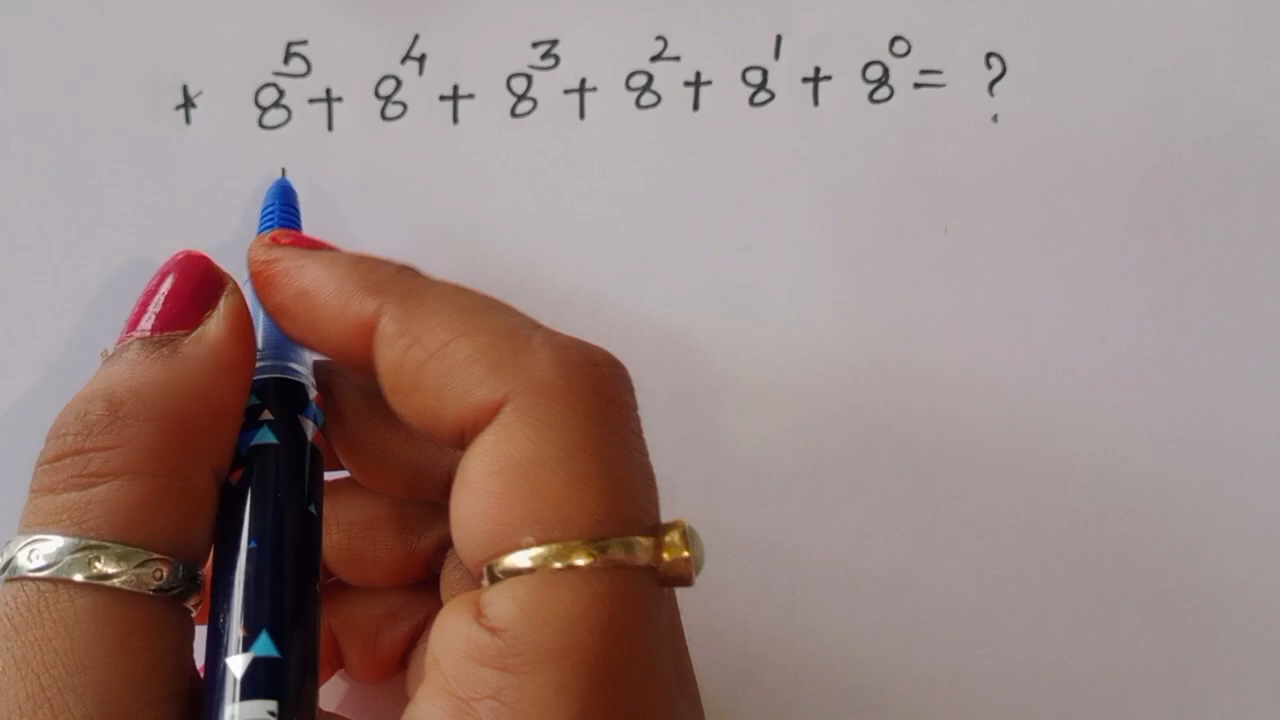 * 8⁵ + 8⁴ + 8³ + 8² + 8¹ + 8⁰ = ?